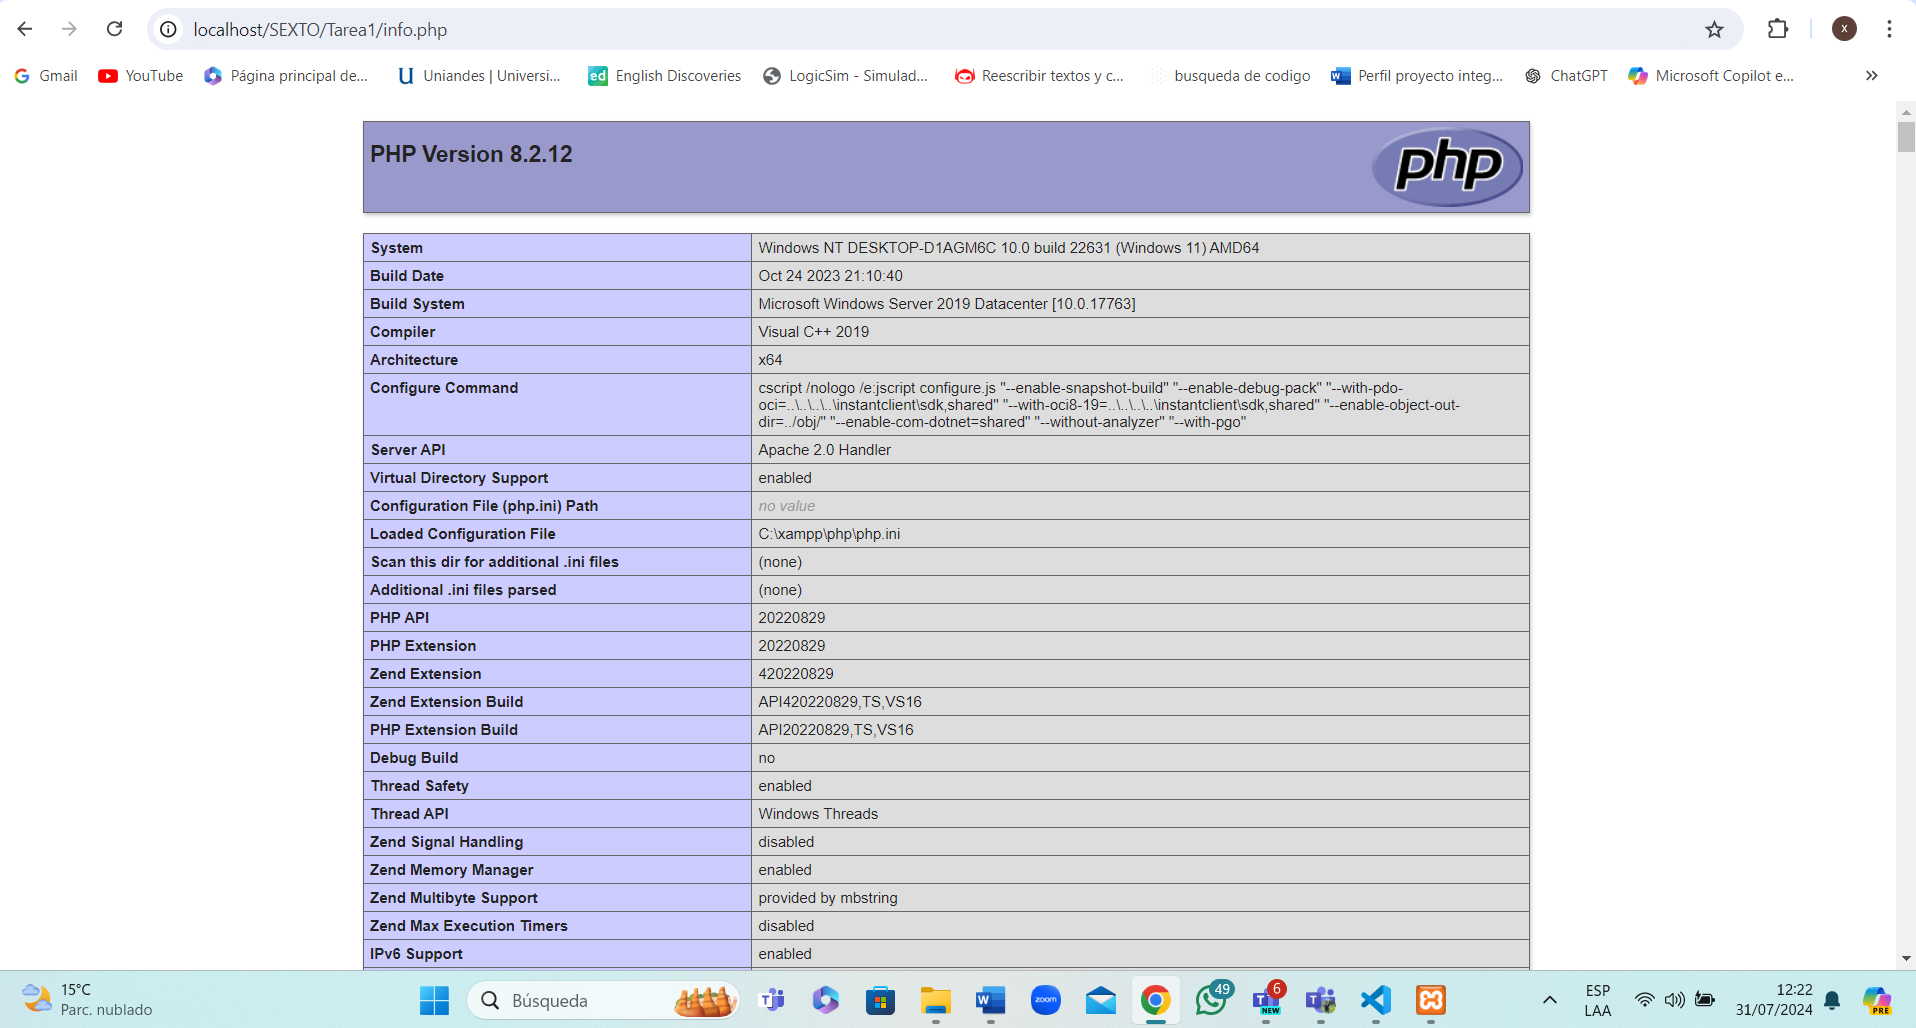 localhost/SEXTO/Tarea1/info.php
x
Gmail
YouTube
Página principal de...
Uniandes | Universi...
ed
English Discoveries
LogicSim - Simulad...
Reescribir textos y c...
busqueda de codigo
Perfil proyecto integ...
ChatGPT
Microsoft Copilot e...
»
PHP Version 8.2.12
php
System
Windows NT DESKTOP-D1AGM6C 10.0 build 22631 (Windows 11) AMD64
Build Date
Oct 24 2023 21:10:40
Build System
Microsoft Windows Server 2019 Datacenter [10.0.17763]
Compiler
Visual C++ 2019
Architecture
x64
Configure Command
cscript /nologo /e:jscript configure.js "--enable-snapshot-build" "--enable-debug-pack" "--with-pdo-
oci=..\..\..\..\instantclient\sdk,shared" "--with-oci8-19=..\..\..\..\instantclient\sdk,shared" "--enable-object-out-
dir=../obj/" "--enable-com-dotnet=shared" "--without-analyzer" "--with-pgo"
Server API
Apache 2.0 Handler
Virtual Directory Support
enabled
Configuration File (php.ini) Path
no value
Loaded Configuration File
C:\xampp\php\php.ini
Scan this dir for additional .ini files
(none)
Additional .ini files parsed
(none)
PHP API
20220829
PHP Extension
20220829
Zend Extension
420220829
Zend Extension Build
API420220829,TS,VS16
PHP Extension Build
API20220829,TS,VS16
Debug Build
no
Thread Safety
enabled
Thread API
Windows Threads
Zend Signal Handling
disabled
Zend Memory Manager
enabled
Zend Multibyte Support
provided by mbstring
Zend Max Execution Timers
disabled
IPv6 Support
enabled
15°C
Parc. nublado
Búsqueda
zoom
49
6
NEW
ESP
LAA
12:22
31/07/2024
PRE